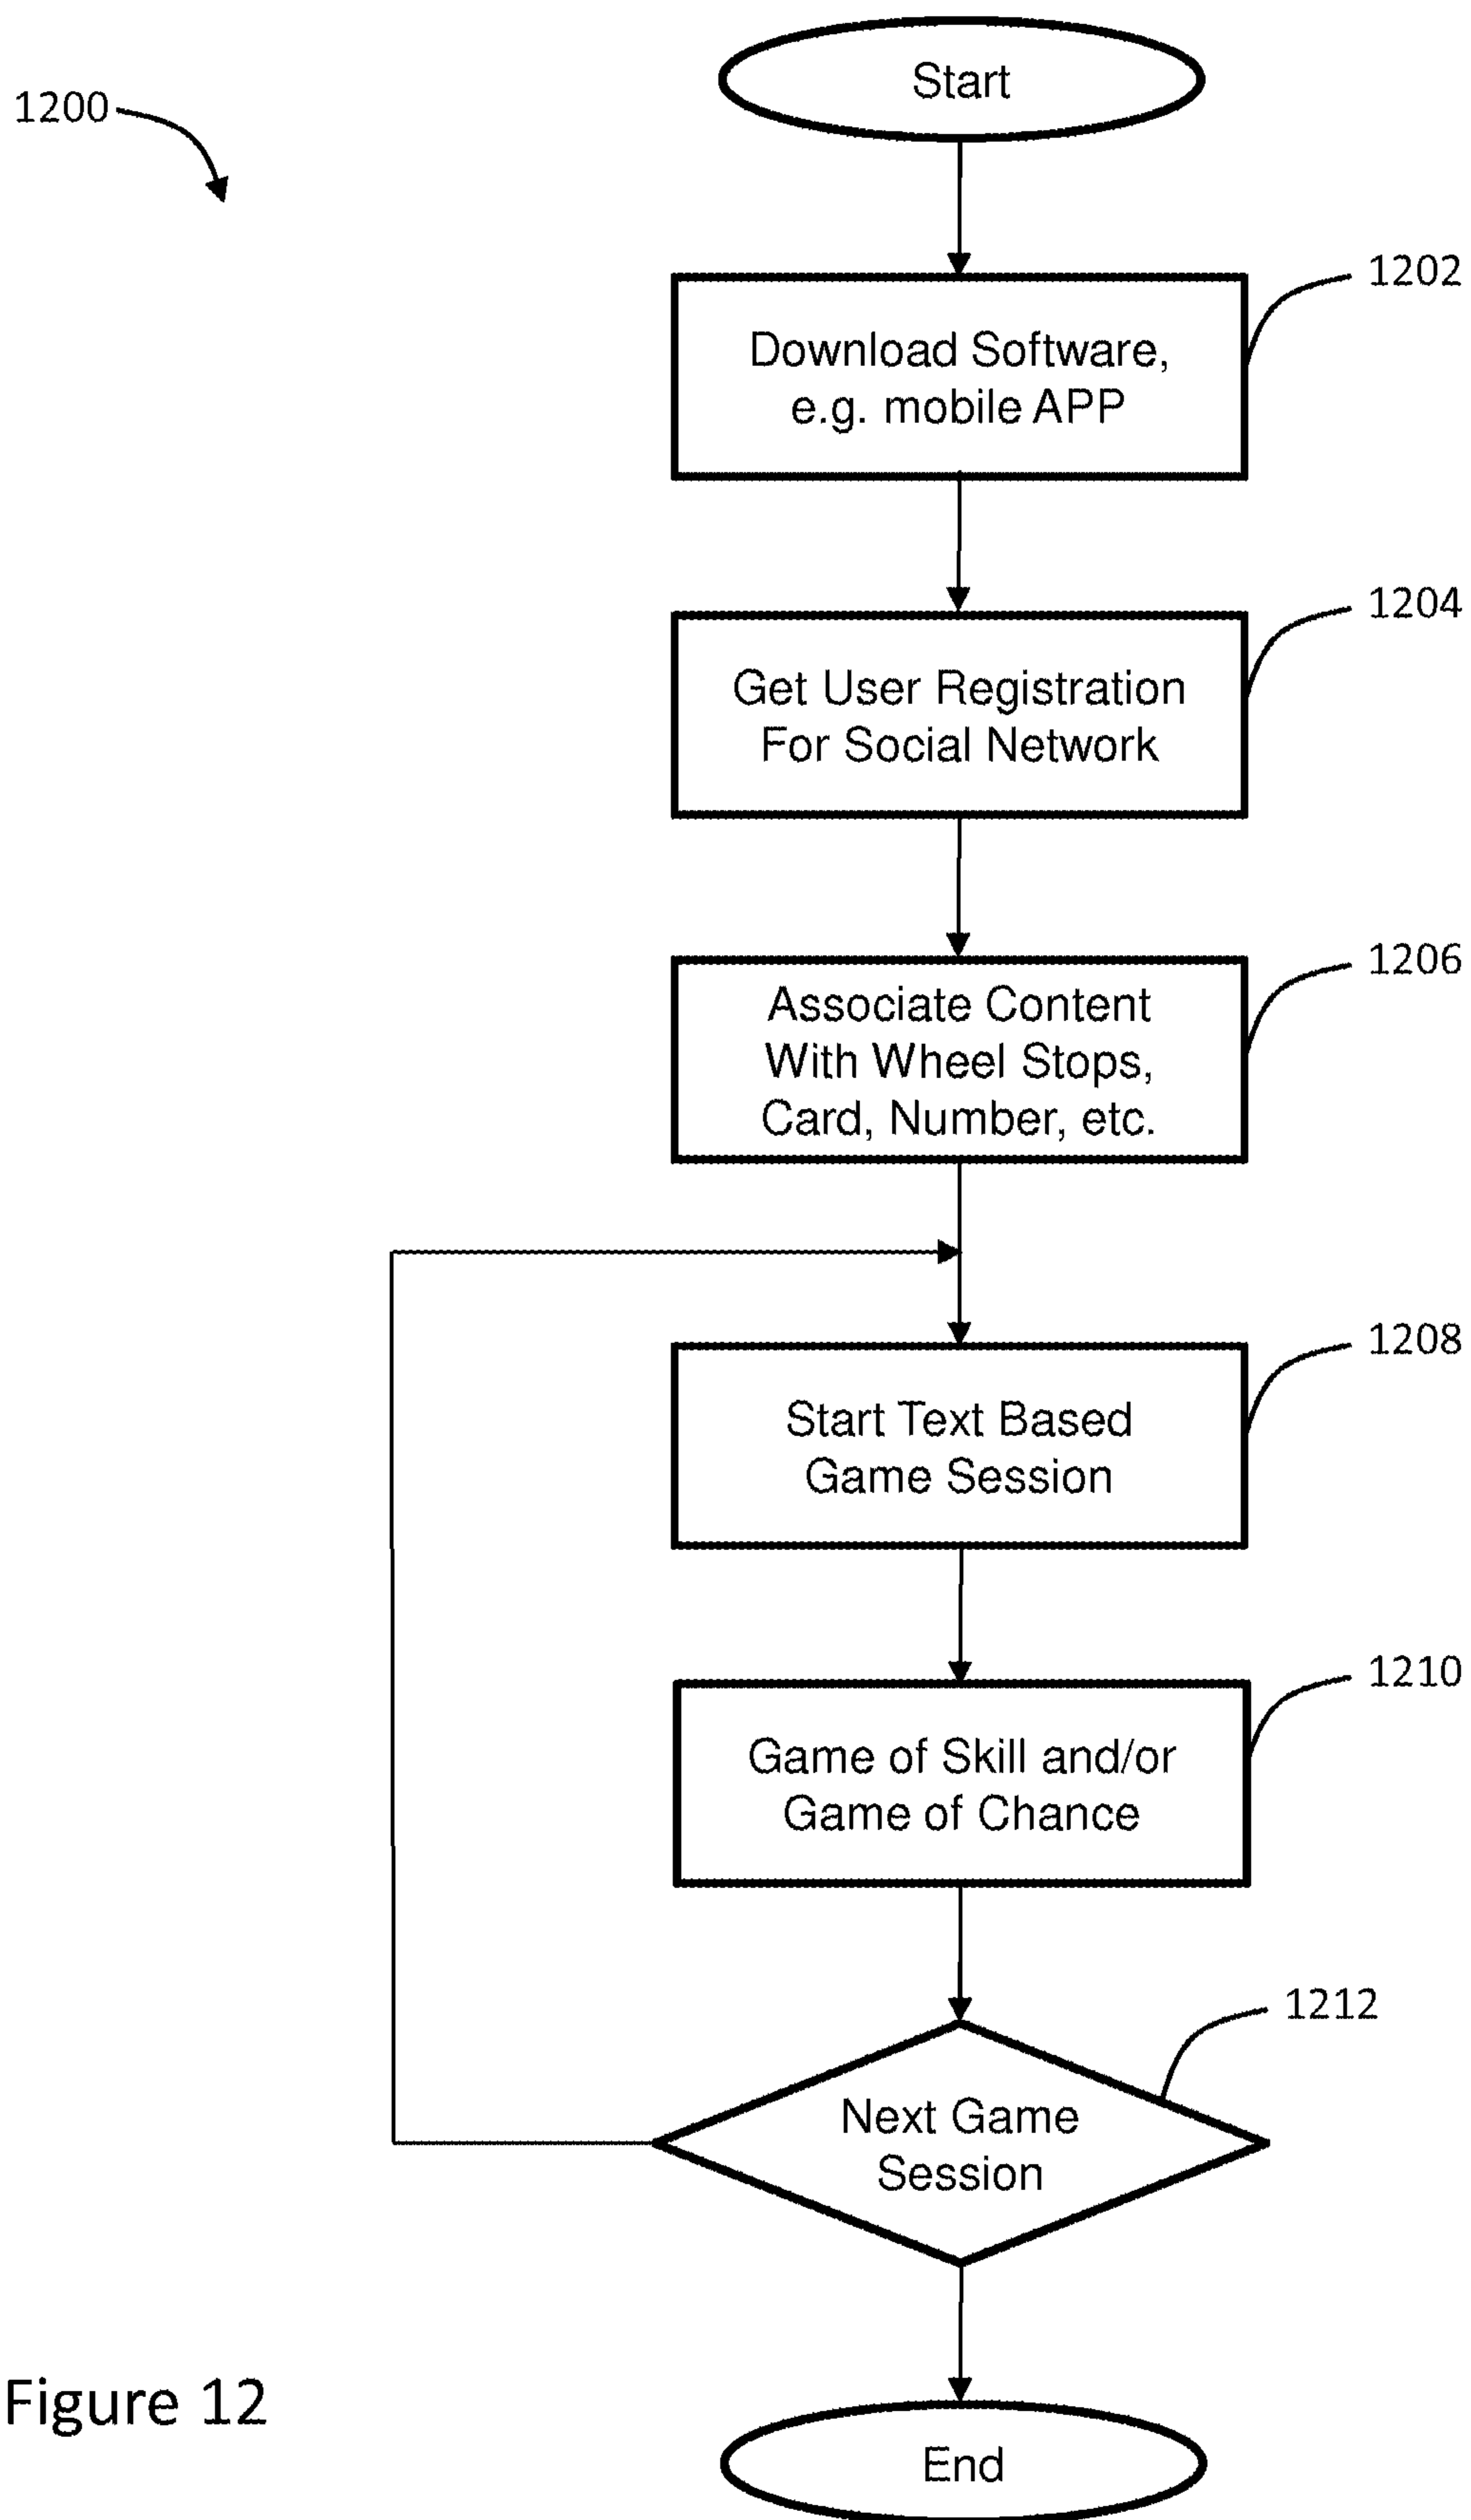 Start
1200
1202
Download Software,
e.g. mobile APP
1204
Get User Registration
For Social Network
1206
Associate Content
With Wheel Stops,
Card, Number, etc.
1208
Start Text Based
Game Session
1210
Game of Skill and/or
Game of Chance
1212
Next Game
Session
Figure 12
End